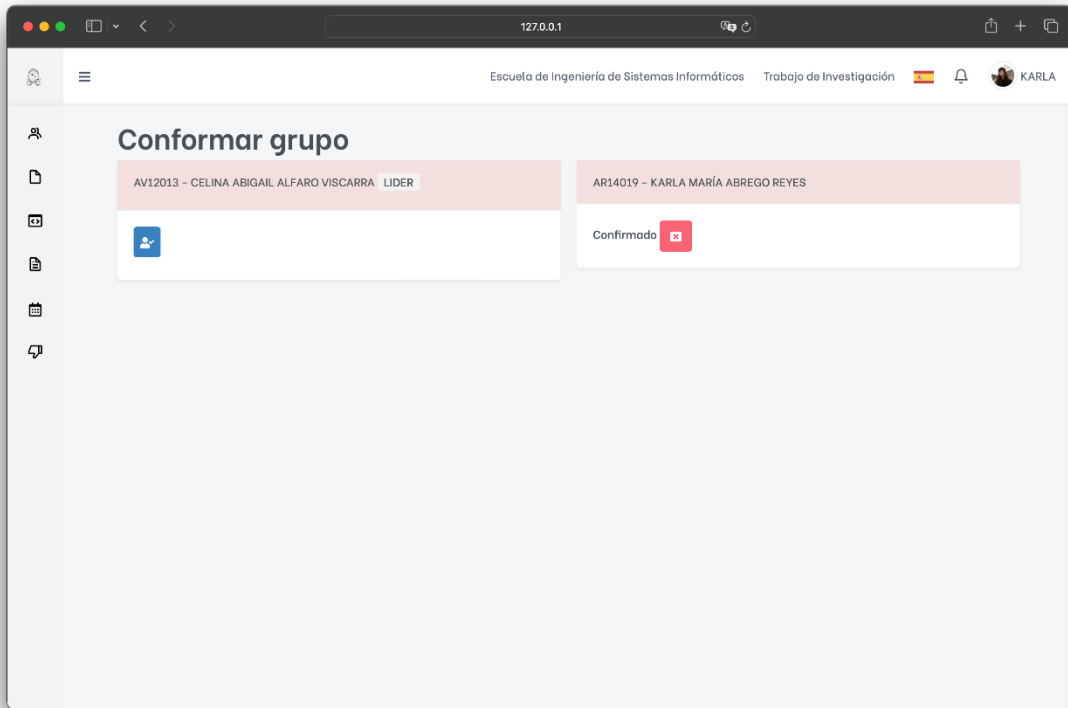 127.0.0.1
Escuela de Ingeniería de Sistemas Informáticos Trabajo de Investigación KARLA
Conformar grupo
AV12013 - CELINA ABIGAIL ALFARO VISCARRA LIDER
AR14019 - KARLA MARÍA ABREGO REYES
Confirmado